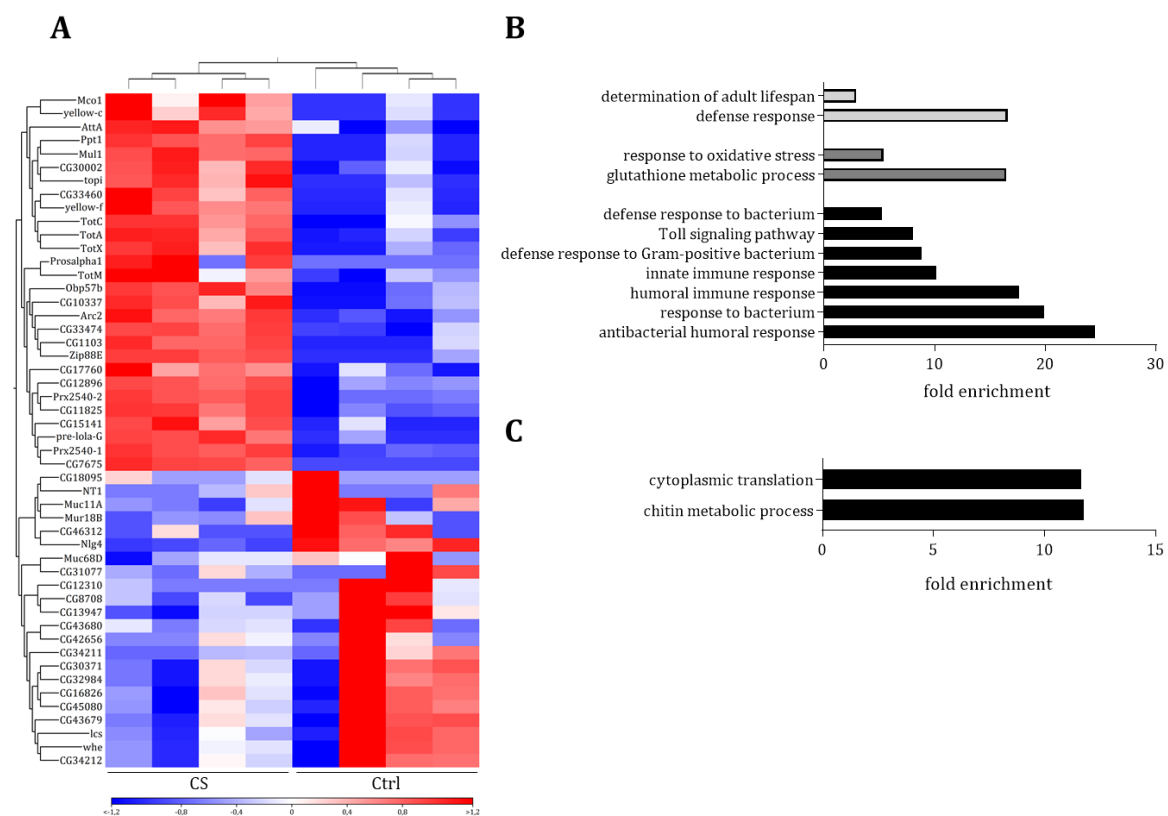 A
Mco1
yellow-c
AttA
Ppt1
Mul1
CG30002
topi
CG33460
yellow-f
TotC
TotA
TotX
Prosalpha1
TotM
Obp57b
CG10337
Arc2
CG33474
CG1103
Zip88E
CG17760
CG12896
Prx2540-2
CG11825
CG15141
pre-lola-G
Prx2540-1
CG7675
CG18095
NT1
Muc11A
Mur18B
CG46312
Nlg4
Muc68D
CG31077
CG12310
CG8708
CG13947
CG43680
CG42656
CG34211
CG30371
CG32984
CG16826
CG45080
CG43679
lcs
whe
CG34212
CS Ctrl
<-1,2 -0,8 -0,4 0 0,4 0,8 >1,2
B
determination of adult lifespan
defense response
response to oxidative stress
glutathione metabolic process
defense response to bacterium
Toll signaling pathway
defense response to Gram-positive bacterium
innate immune response
humoral immune response
response to bacterium
antibacterial humoral response
0 10 20 30
fold enrichment
C
cytoplasmic translation
chitin metabolic process
0 5 10 15
fold enrichment